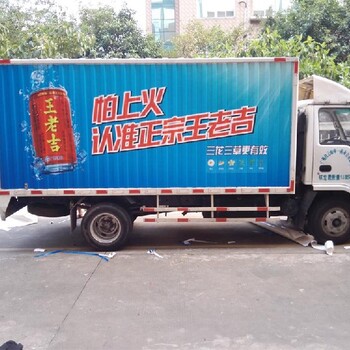 王老吉
怕上火
认准正宗王老吉
三花三草更有效